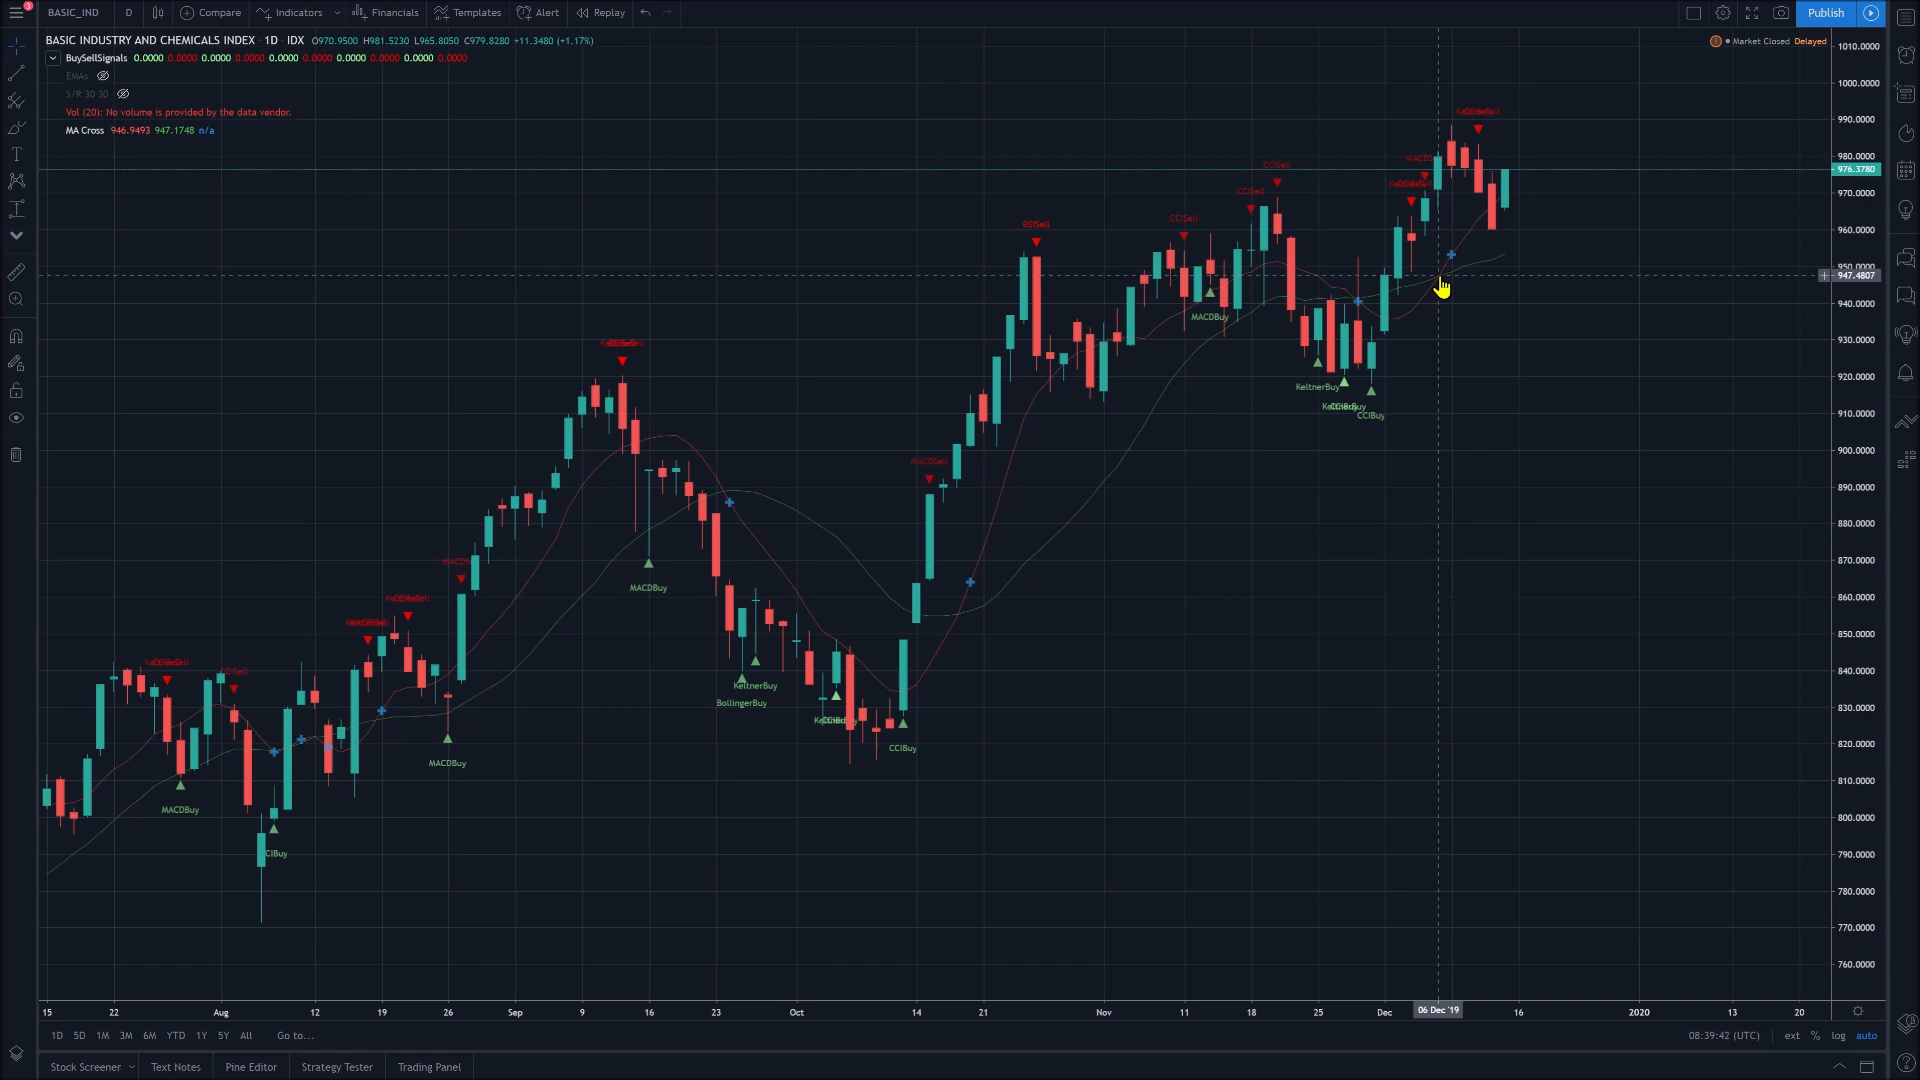 3 BASIC_IND D Compare Indicators Financials Templates Alert Replay Publish
BASIC INDUSTRY AND CHEMICALS INDEX · 1D · IDX O970.9500 H981.5230 L965.8050 C979.8280 +11.3480 (+1.17%)
Market Closed Delayed
BuySellSignals 0.0000 0.0000 0.0000 0.0000 0.0000 0.0000 0.0000 0.0000 0.0000 0.0000
EMAs
S/R 30 30
Vol (20): No volume is provided by the data vendor.
MA Cross 946.9493 947.1748 n/a
1010.0000
1000.0000
990.0000
980.0000
976.3780
970.0000
960.0000
950.0000
947.4807
940.0000
930.0000
920.0000
910.0000
900.0000
890.0000
880.0000
870.0000
860.0000
850.0000
840.0000
830.0000
820.0000
810.0000
800.0000
790.0000
780.0000
770.0000
760.0000
CCISell
CCISell
CCISell
MACDS
MACDBuy
KeltnerBuy
CCIBuy
MACDSell
MACDS
MACDBuy
CCISell
KeltnerBuy
BollingerBuy
CCIBuy
MACDBuy
MACDBuy
CIBuy
15 22 Aug 12 19 26 Sep 9 16 23 Oct 14 21 Nov 11 18 25 Dec 06 Dec '19 16 2020 13 20
1D 5D 1M 3M 6M YTD 1Y 5Y All Go to... 08:39:42 (UTC) ext % log auto
Stock Screener Text Notes Pine Editor Strategy Tester Trading Panel